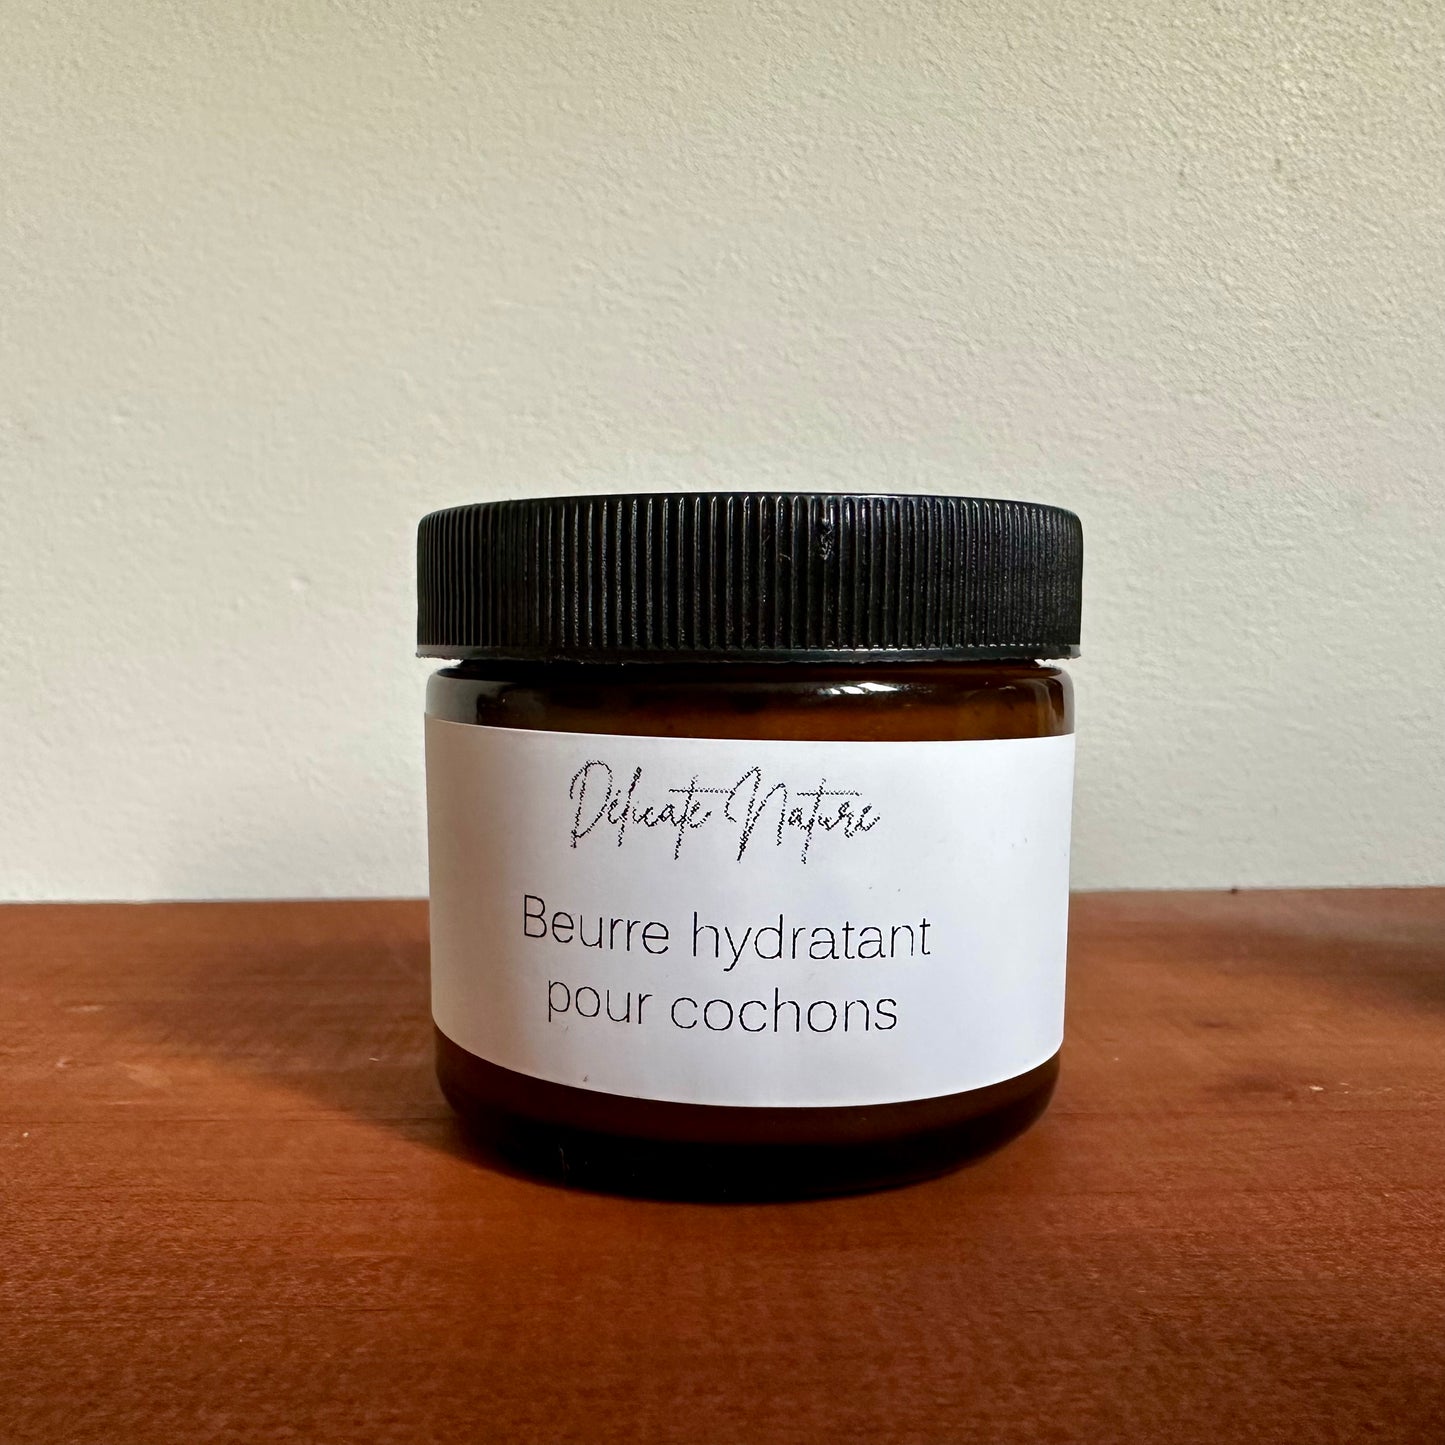 Délicate Nature
Beurre hydratant
pour cochons